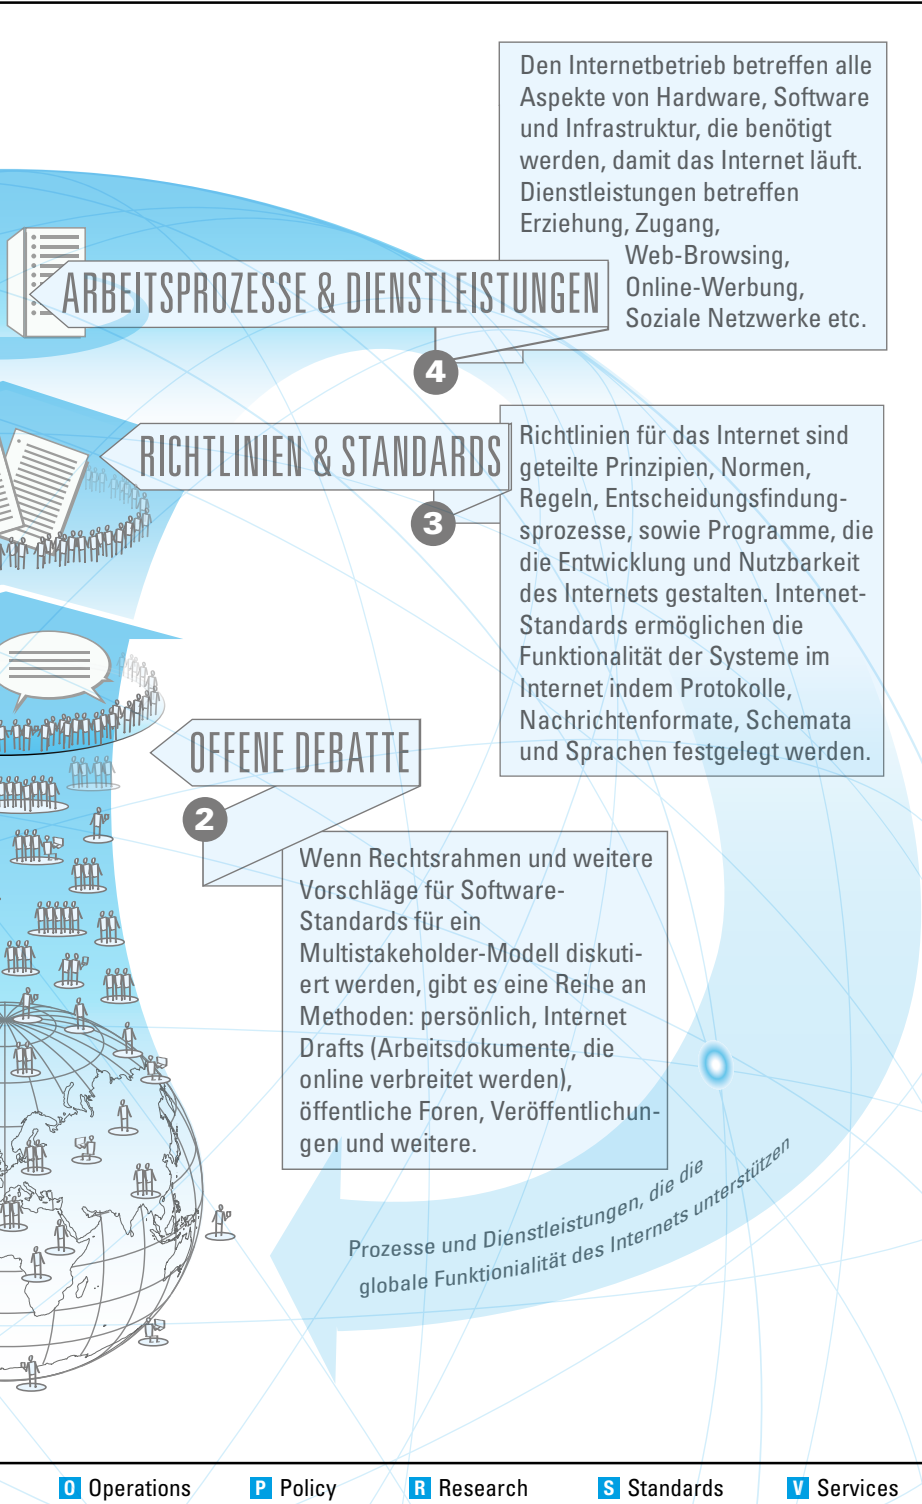 Den Internetbetrieb betreffen alle
Aspekte von Hardware, Software
und Infrastruktur, die benötigt
werden, damit das Internet läuft.
Dienstleistungen betreffen
Erziehung, Zugang,
Web-Browsing,
Online-Werbung,
Soziale Netzwerke etc.
ARBEITSPROZESSE & DIENSTLEISTUNGEN
4
RICHTLINIEN & STANDARDS
3
Richtlinien für das Internet sind
geteilte Prinzipien, Normen,
Regeln, Entscheidungsfindung-
sprozesse, sowie Programme, die
die Entwicklung und Nutzbarkeit
des Internets gestalten. Internet-
Standards ermöglichen die
Funktionalität der Systeme im
Internet indem Protokolle,
Nachrichtenformate, Schemata
und Sprachen festgelegt werden.
OFFENE DEBATTE
2
Wenn Rechtsrahmen und weitere
Vorschläge für Software-
Standards für ein
Multistakeholder-Modell diskuti-
ert werden, gibt es eine Reihe an
Methoden: persönlich, Internet
Drafts (Arbeitsdokumente, die
online verbreitet werden),
öffentliche Foren, Veröffentlichun-
gen und weitere.
Prozesse und Dienstleistungen, die die
globale Funktionialität des Internets unterstützen
O Operations P Policy R Research S Standards V Services